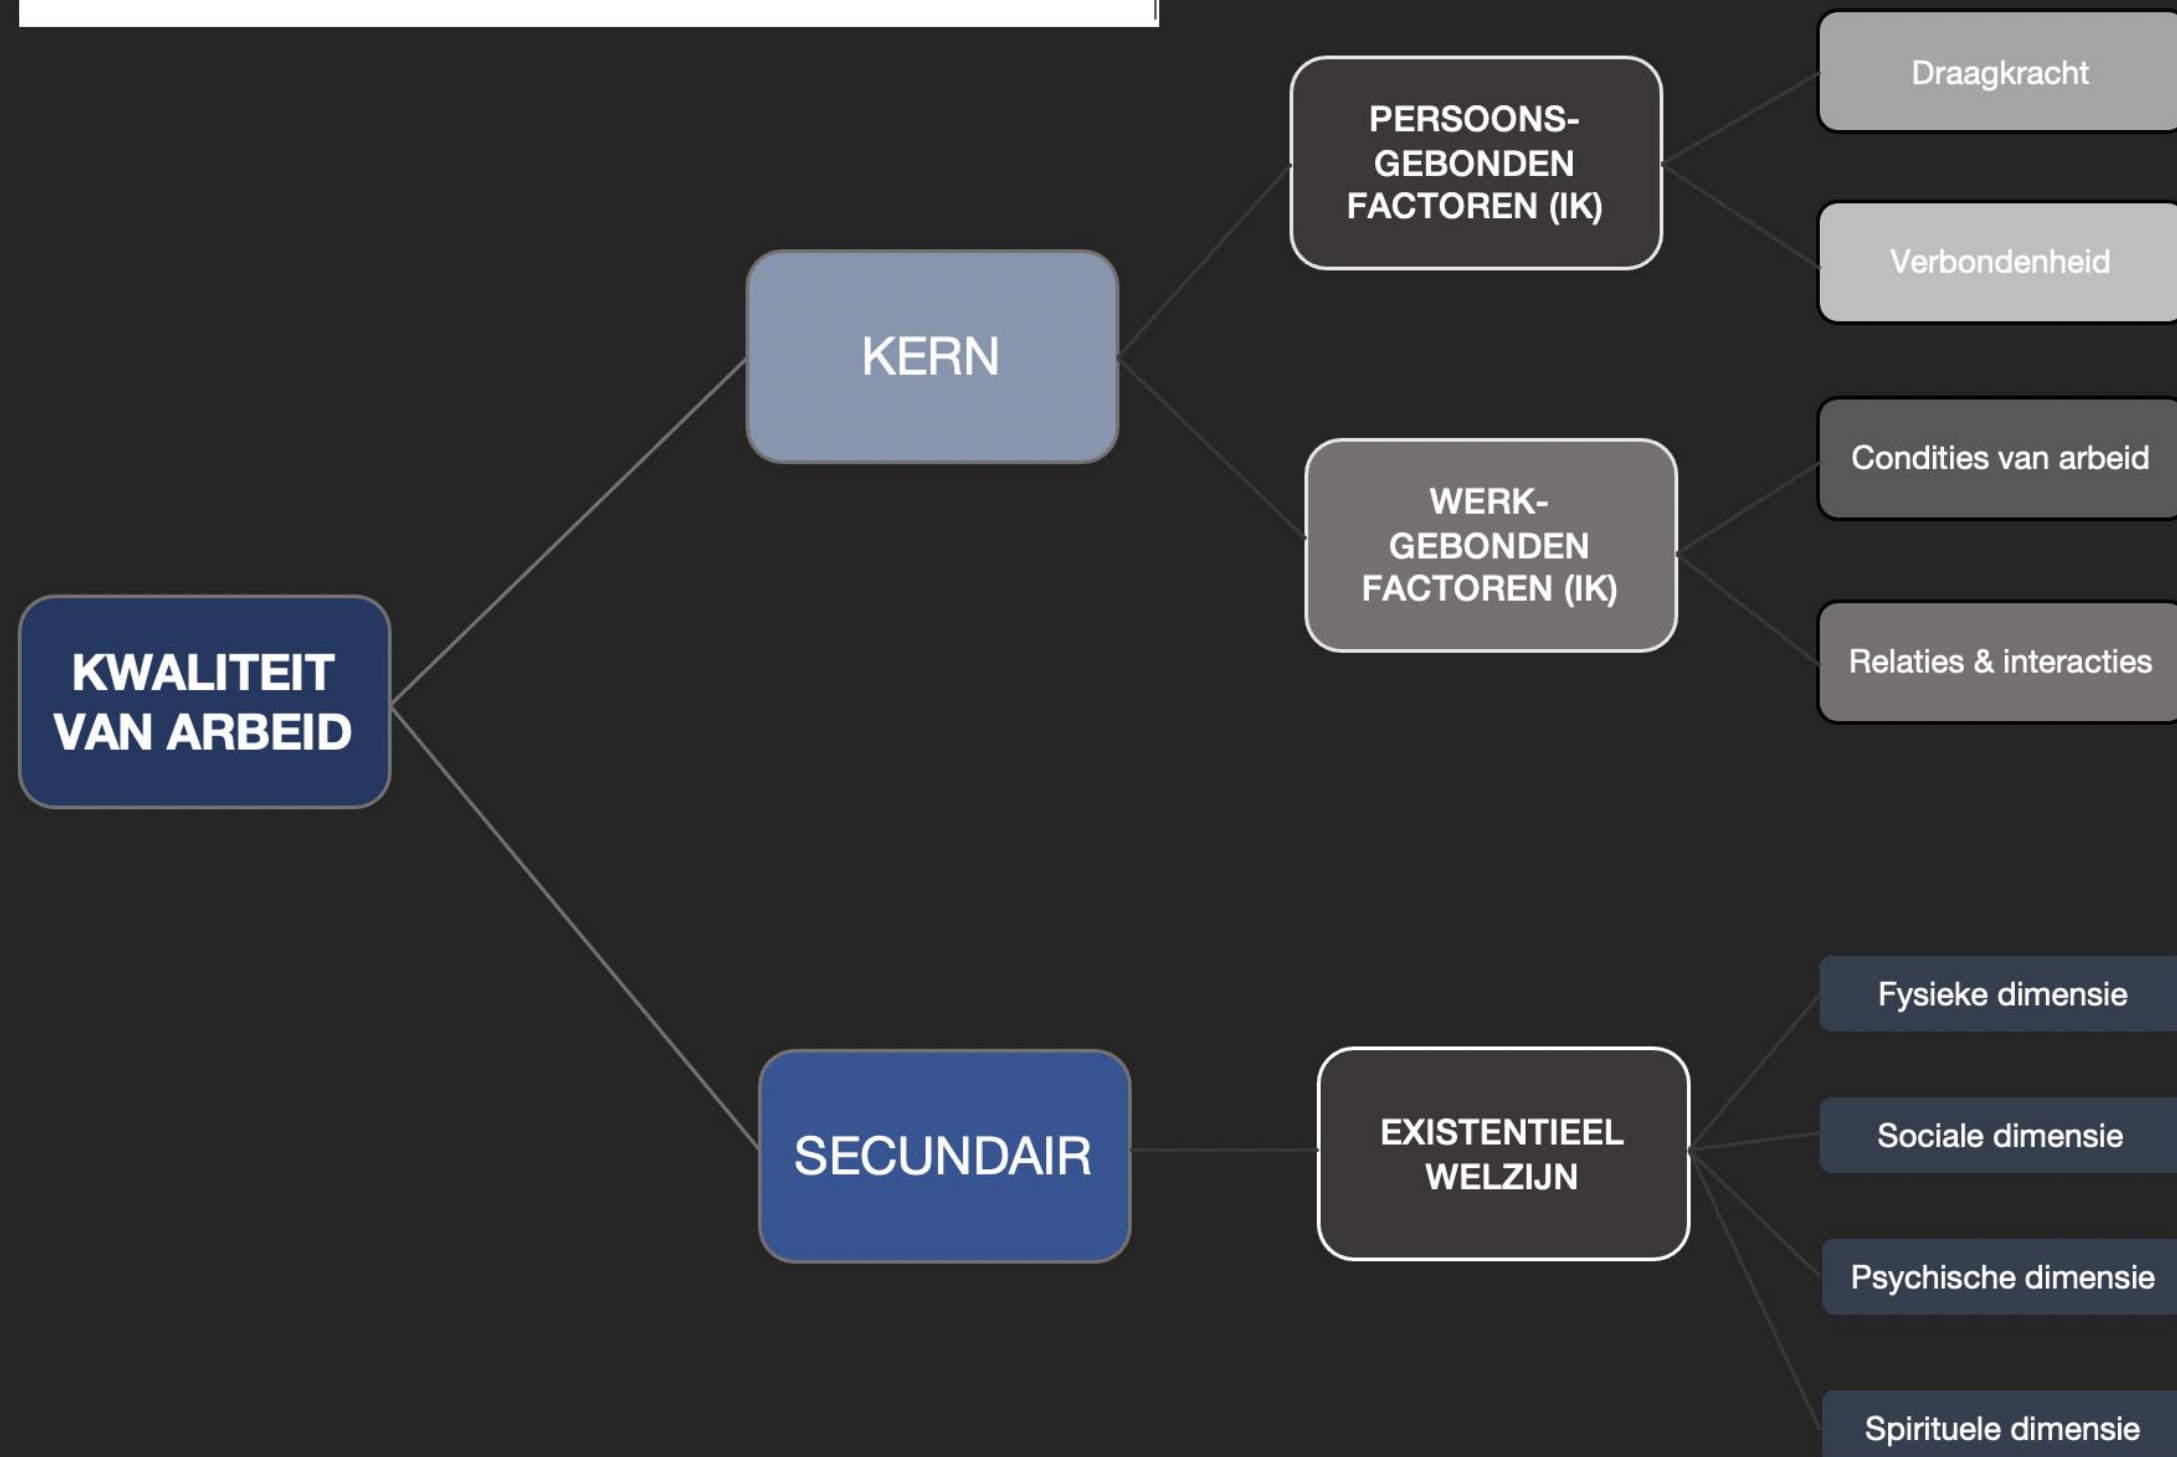 KWALITEIT
VAN ARBEID
KERN
PERSOONS-
GEBONDEN
FACTOREN (IK)
Draagkracht
Verbondenheid
WERK-
GEBONDEN
FACTOREN (IK)
Condities van arbeid
Relaties & interacties
SECUNDAIR
EXISTENTIEEL
WELZIJN
Fysieke dimensie
Sociale dimensie
Psychische dimensie
Spirituele dimensie